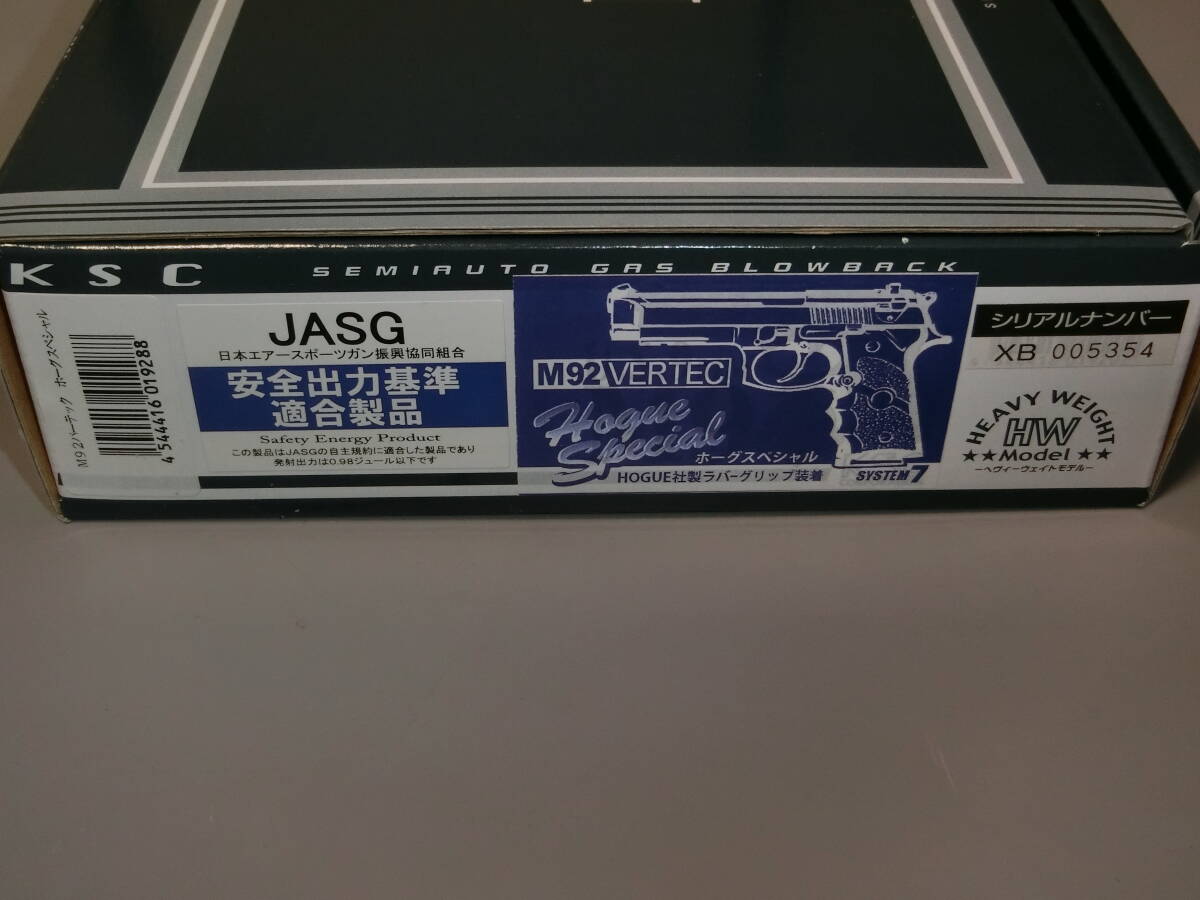 KSC SEMIAUTO GAS BLOWBACK
M92バーテック ホーグスペシャル
4 544416 019288
JASG
日本エアースポーツガン振興協同組合
安全出力基準
適合製品
Safety Energy Product
この製品はJASGの自主規約に適合した製品であり
発射出力は0.98ジュール以下です
M92 VERTEC
Hogue
Special
ホーグスペシャル
HOGUE社製ラバーグリップ装着
SYSTEM7
シリアルナンバー
XB 005354
HEAVY WEIGHT
HW
★★Model★★
～ヘヴィーウェイトモデル～